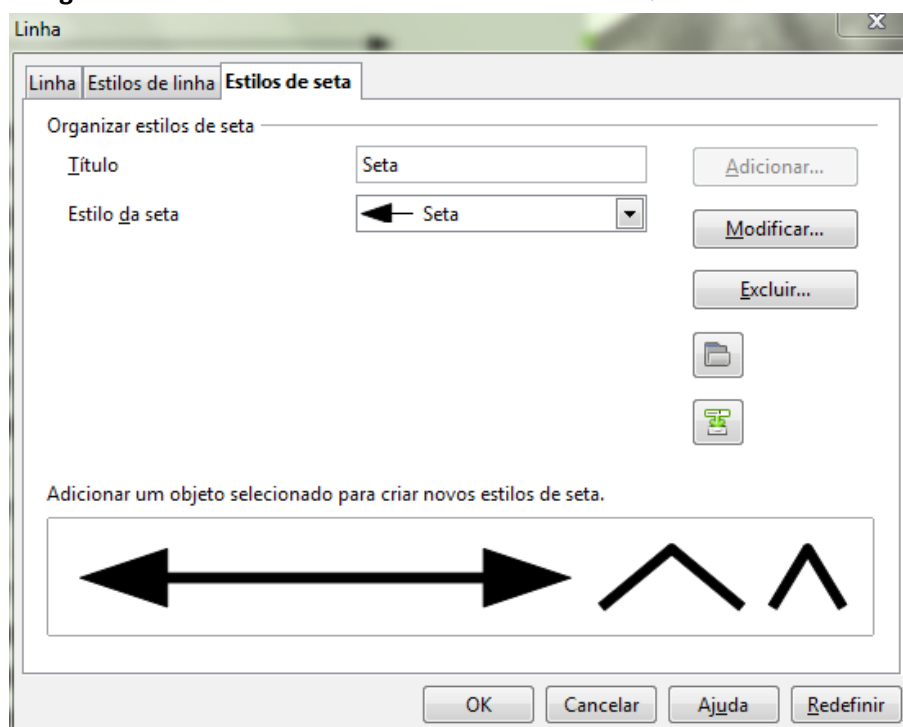 Linha
Linha Estilos de linha Estilos de seta
Organizar estilos de seta
Título Seta Adicionar...
Estilo da seta Seta Modificar...
Excluir...
Adicionar um objeto selecionado para criar novos estilos de seta.
OK Cancelar Ajuda Redefinir